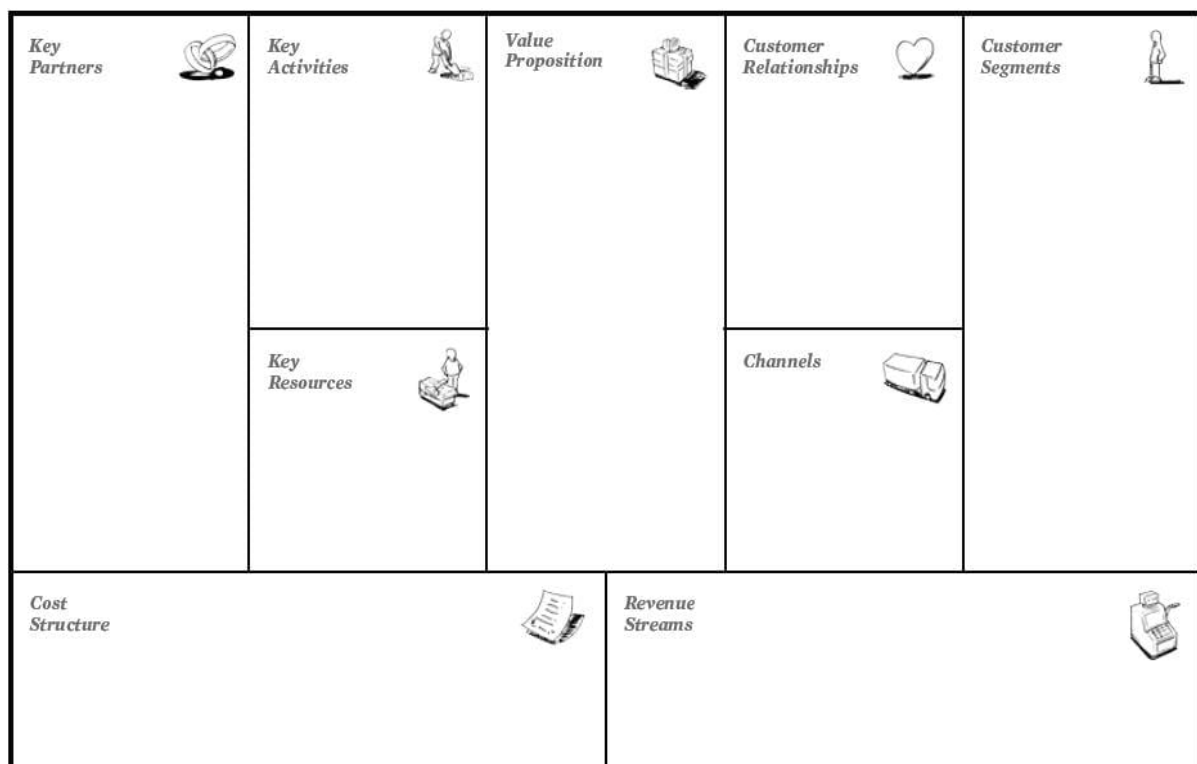 Key
Partners
Key
Activities
Value
Proposition
Customer
Relationships
Customer
Segments
Key
Resources
Channels
Cost
Structure
Revenue
Streams